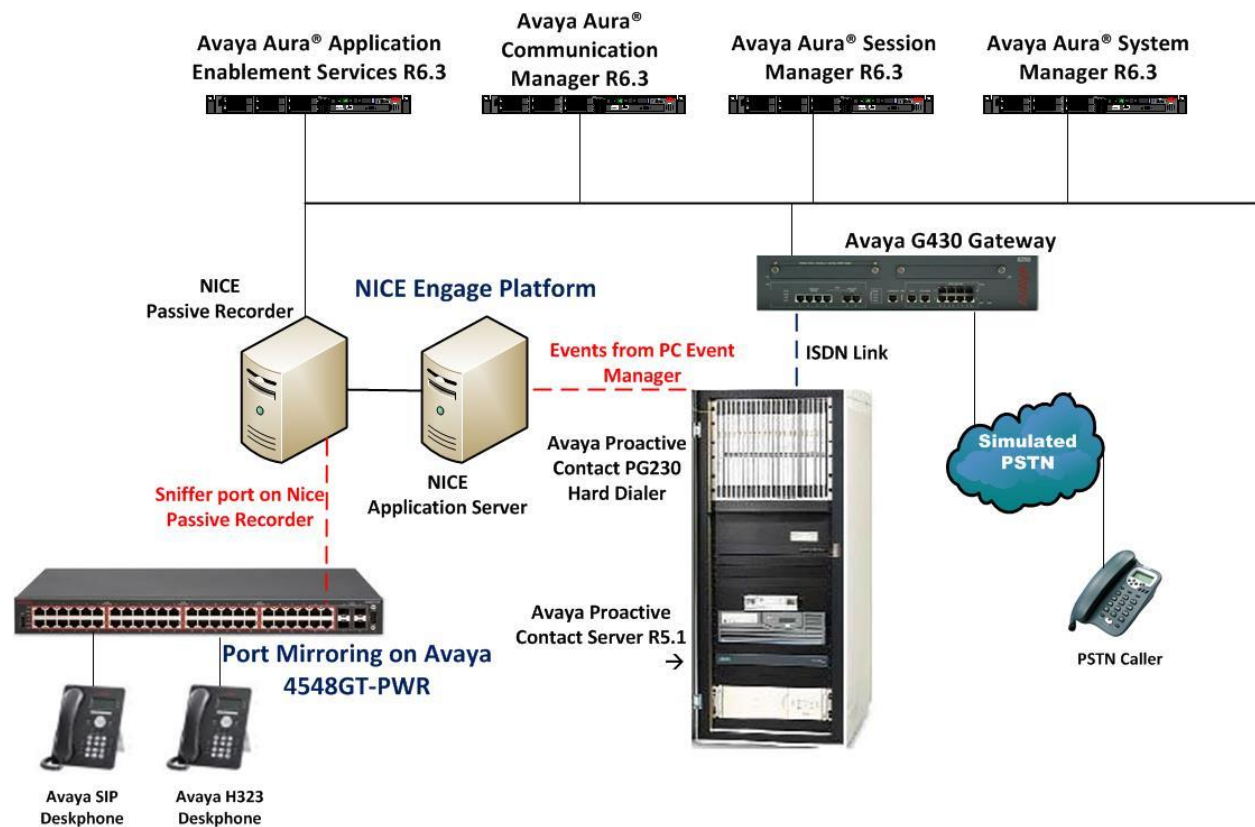 Avaya Aura® Application
Enablement Services R6.3
Avaya Aura®
Communication
Manager R6.3
Avaya Aura® Session
Manager R6.3
Avaya Aura® System
Manager R6.3
Avaya G430 Gateway
AVAYA
NICE
Passive Recorder
NICE Engage Platform
Events from PC Event
Manager
ISDN Link
Avaya Proactive
Contact PG230
Hard Dialer
Simulated
PSTN
NICE
Application Server
Sniffer port on Nice
Passive Recorder
Avaya Proactive
Contact Server R5.1
→
PSTN Caller
Port Mirroring on Avaya
4548GT-PWR
Avaya SIP
Deskphone
Avaya H323
Deskphone